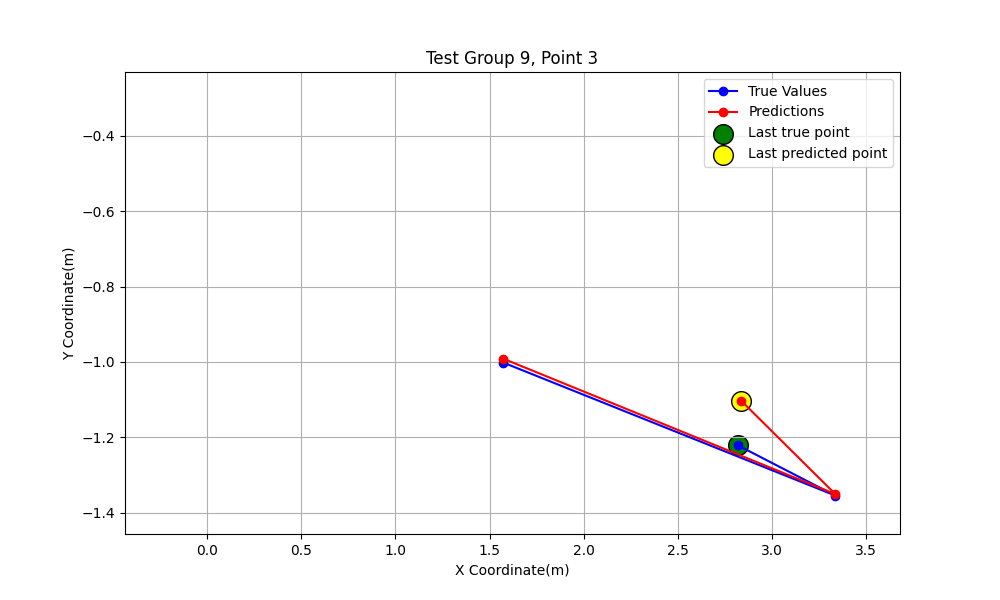 Test Group 9, Point 3
True Values
Predictions
Last true point
Last predicted point
−0.4
−0.6
−0.8
−1.0
−1.2
−1.4
Y Coordinate(m)
0.0 0.5 1.0 1.5 2.0 2.5 3.0 3.5
X Coordinate(m)